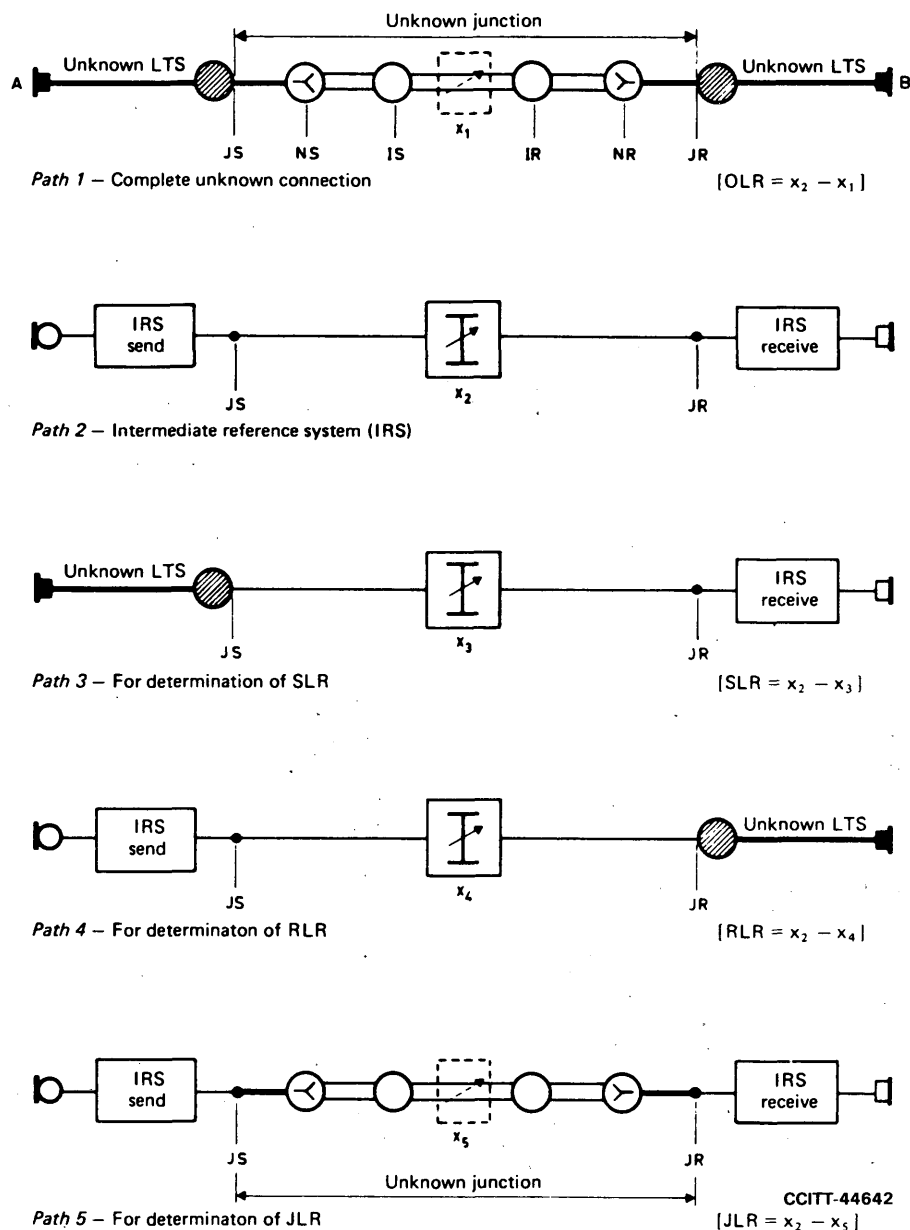 Unknown junction
A Unknown LTS Unknown LTS B
x₁
JS NS IS IR NR JR
Path 1 – Complete unknown connection [OLR = x₂ – x₁]
IRS send IRS receive
x₂
JS JR
Path 2 – Intermediate reference system (IRS)
Unknown LTS IRS receive
x₃
JS JR
Path 3 – For determination of SLR [SLR = x₂ – x₃]
IRS send Unknown LTS
x₄
JS JR
Path 4 – For determinaton of RLR [RLR = x₂ – x₄]
IRS send IRS receive
x₅
JS JR
Unknown junction
CCITT-44642
Path 5 – For determinaton of JLR [JLR = x₂ – x₅]